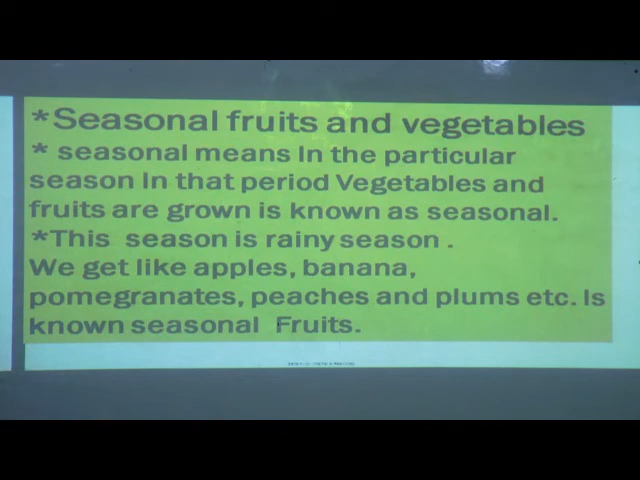 *Seasonal fruits and vegetables
* seasonal means In the particular
season In that period Vegetables and
fruits are grown is known as seasonal.
*This season is rainy season .
We get like apples, banana,
pomegranates, peaches and plums etc. Is
known seasonal Fruits.